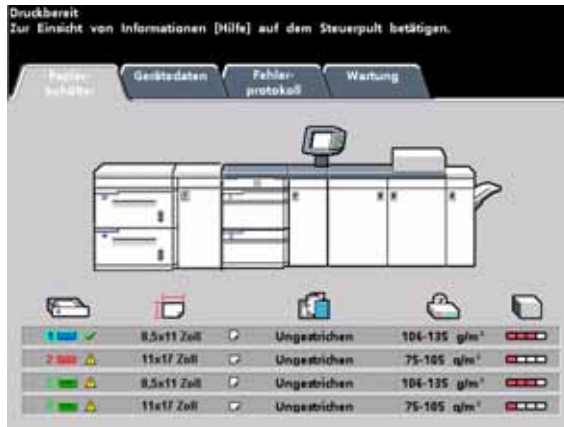 Druckbereit
Zur Einsicht von Informationen [Hilfe] auf dem Steuerpult betätigen.
Papier-
behälter
Gerätedaten
Fehler-
protokoll
Wartung
1 8,5x11 Zoll Ungestrichen 106-135 g/m²
2 11x17 Zoll Ungestrichen 75-105 g/m²
8,5x11 Zoll Ungestrichen 106-135 g/m²
11x17 Zoll Ungestrichen 75-105 g/m²